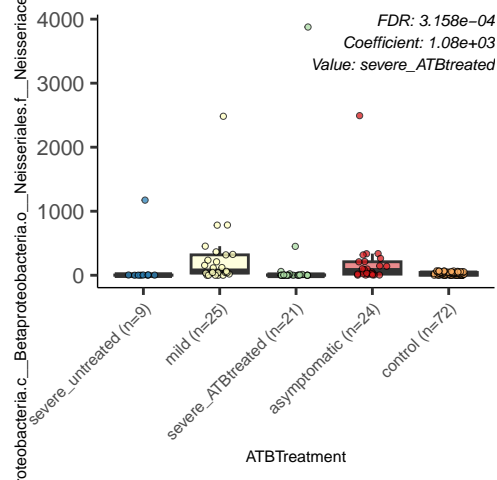 FDR: 3.158e−04
Coefficient: 1.08e+03
Value: severe_ATBtreated
4000
3000
2000
1000
0
roteobacteria.c__Betaproteobacteria.o__Neisseriales.f__Neisseriace
severe_untreated (n=9)
mild (n=25)
severe_ATBtreated (n=21)
asymptomatic (n=24)
control (n=72)
ATBTreatment